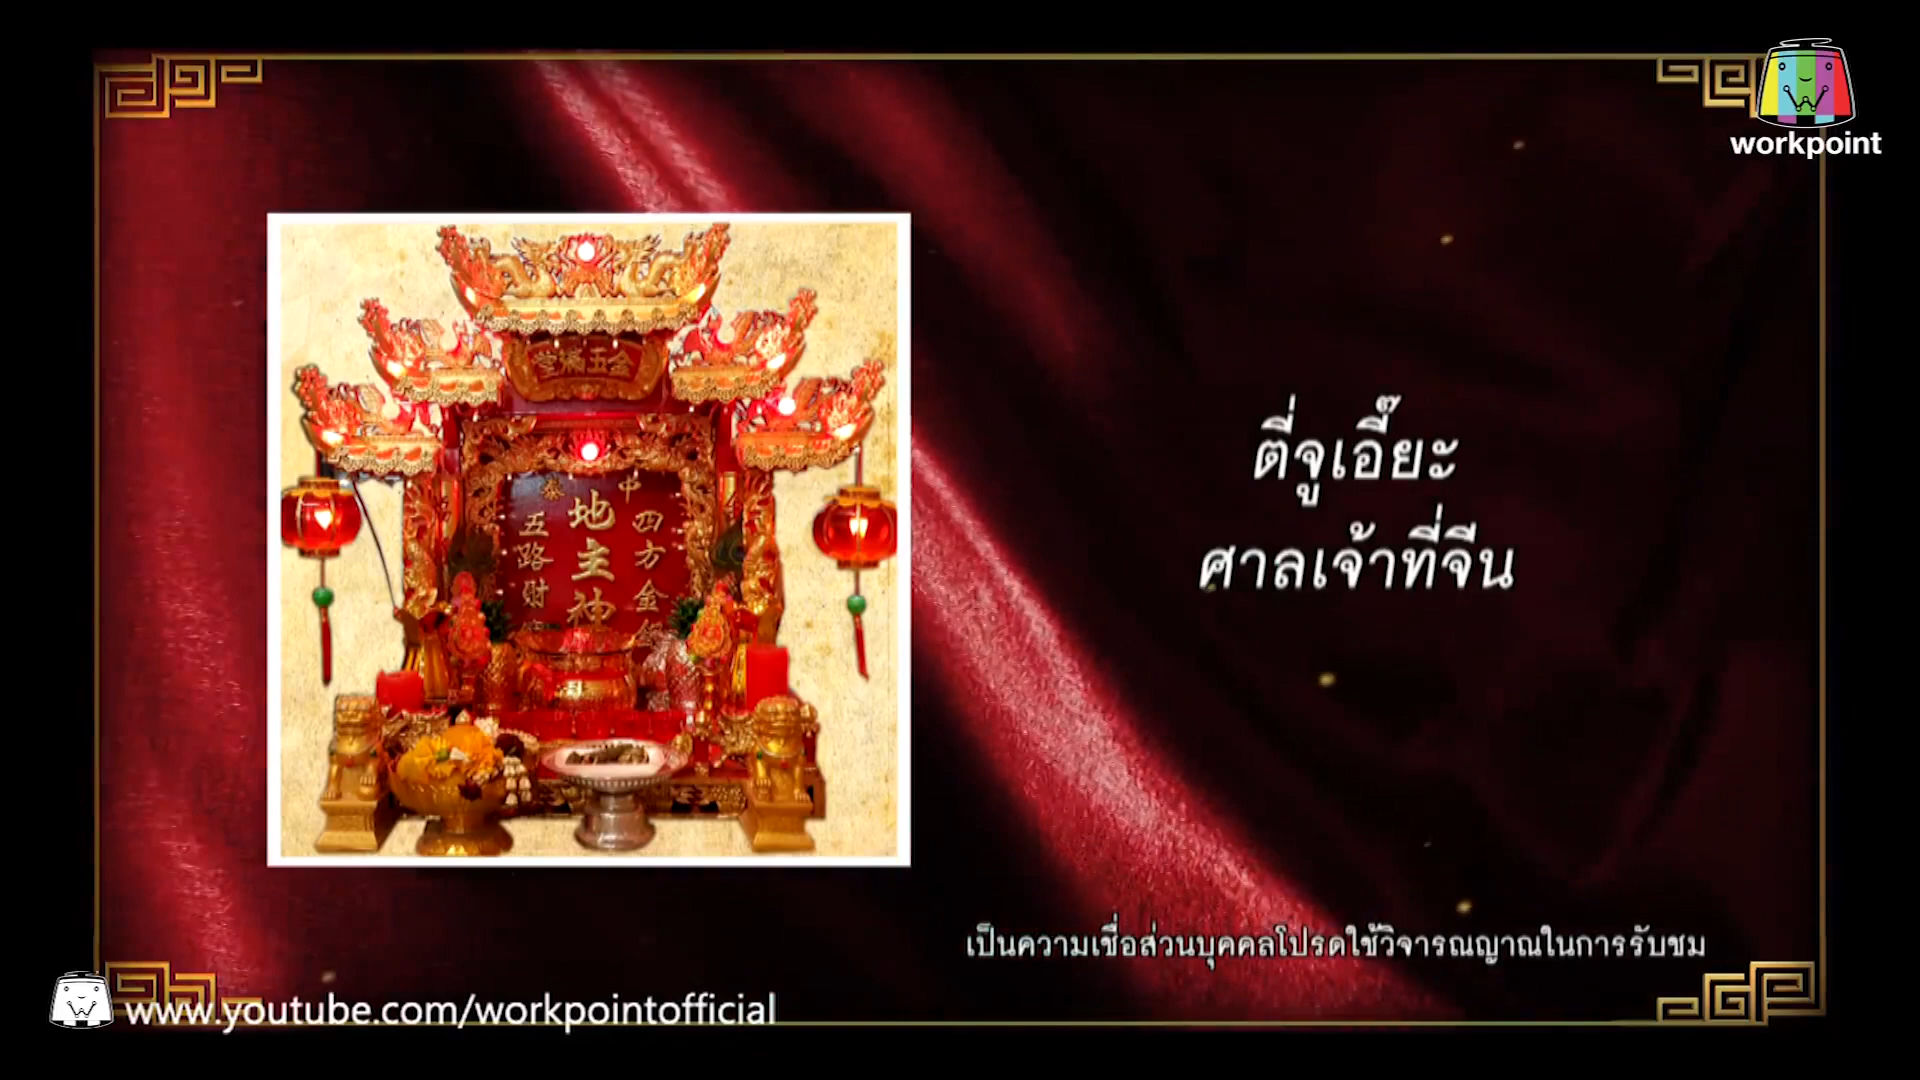 workpoint
金玉滿堂
泰 中
五路財 地主神 四方金
ตี่จูเอี๊ยะ
ศาลเจ้าที่จีน
เป็นความเชื่อส่วนบุคคลโปรดใช้วิจารณญาณในการรับชม
www.youtube.com/workpointofficial